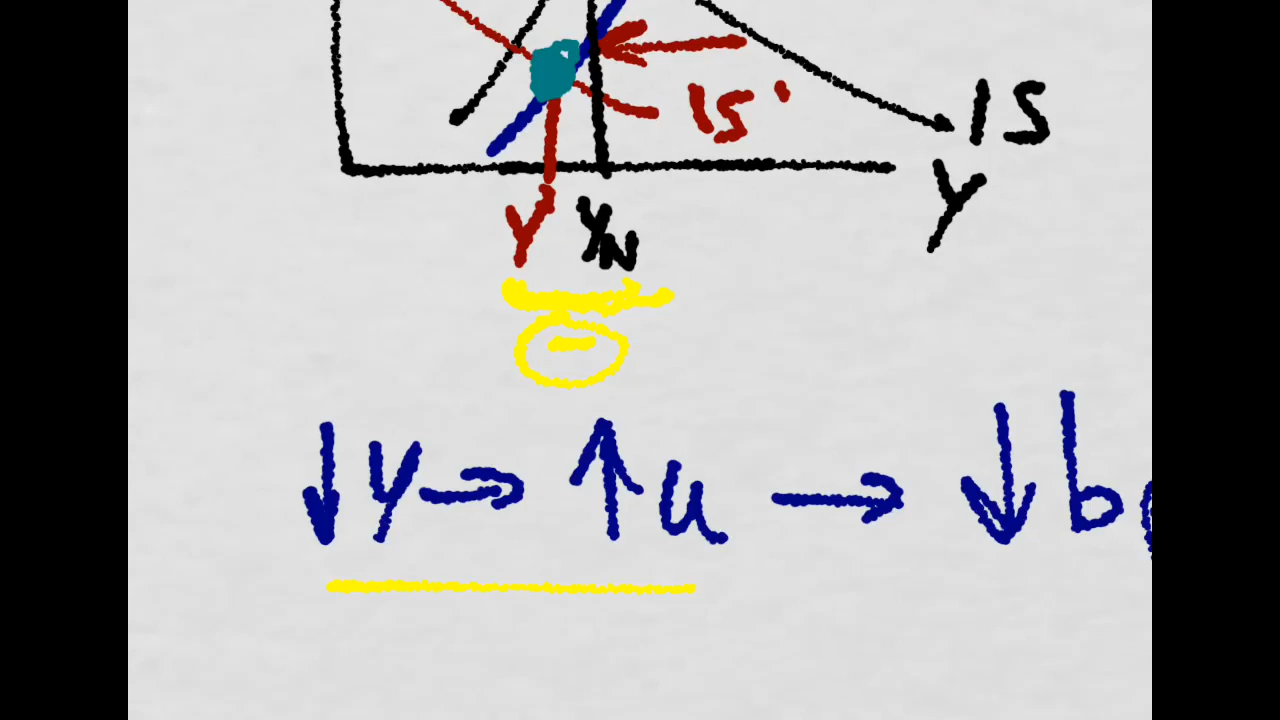 IS'
IS
Y
Y
YN
↓ Y → ↑ u → ↓ b(